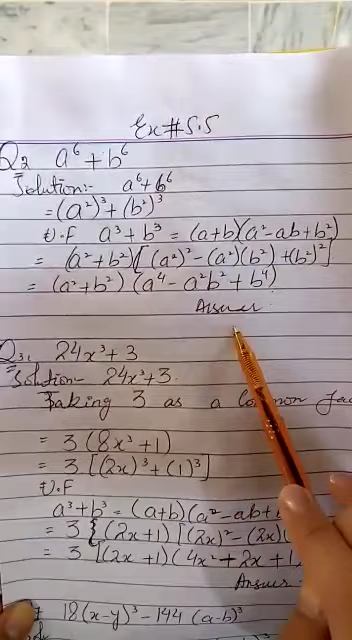 Ex # 5.5
Q2 a⁶ + b⁶
Solution:- a⁶ + b⁶
= (a²)³ + (b²)³
U.F a³ + b³ = (a+b)(a² - ab + b²)
= (a² + b²) [(a²)² - (a²)(b²) + (b²)²]
= (a² + b²) (a⁴ - a²b² + b⁴)
Answer.
Q3: 24x³ + 3
Solution- 24x³ + 3.
Taking 3 as a
= 3 (8x³ + 1)
= 3 [(2x)³ + (1)³]
U.F
a³ + b³ = (a+b)(a² - ab +
= 3 { (2x+1) [(2x)² - (2x)(
= 3 [(2x+1) (4x² + 2x + 1
Answer.
18(x-y)³ - 144 (a-b)³